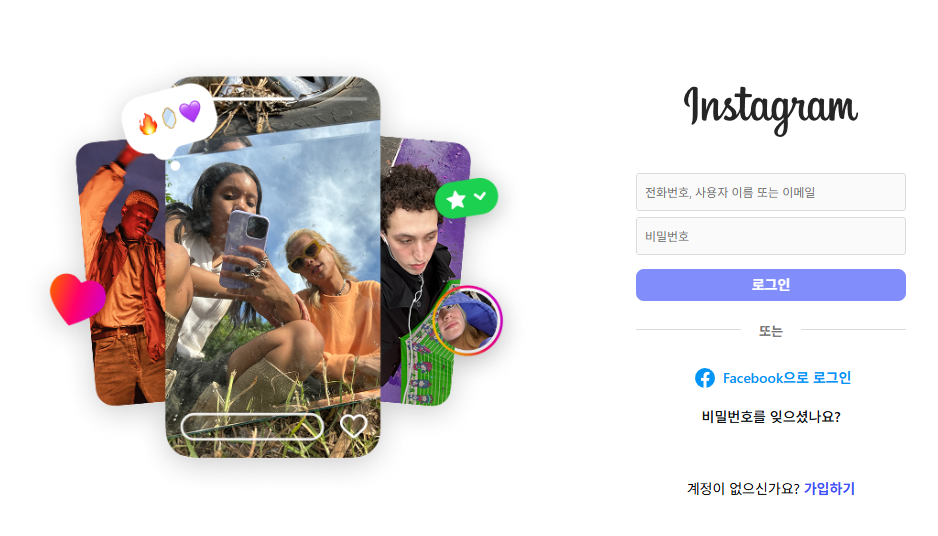 Instagram
전화번호, 사용자 이름 또는 이메일
비밀번호
로그인
또는
Facebook으로 로그인
비밀번호를 잊으셨나요?
계정이 없으신가요? 가입하기